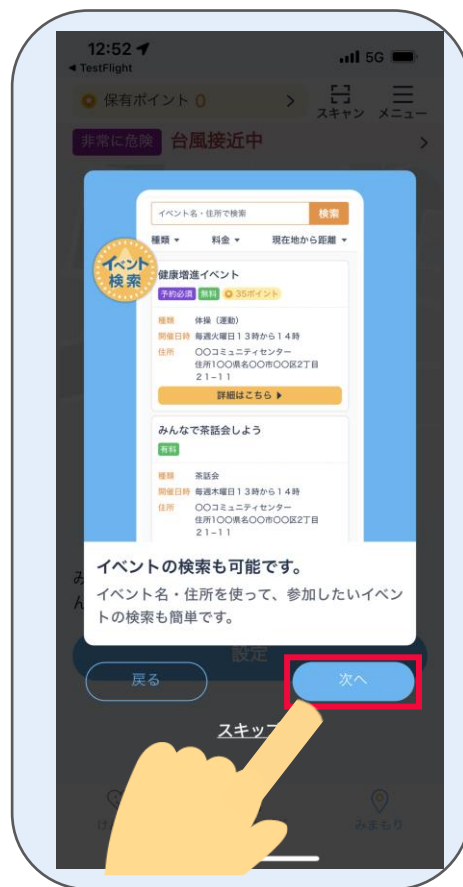 12:52
5G
◀ TestFlight
保有ポイント 0 >
スキャン メニュー
非常に危険 台風接近中 >
イベント名・住所で検索 検索
種類 ▾ 料金 ▾ 現在地から距離 ▾
イベント
検索
健康増進イベント
予約必須 無料 35ポイント
種類 体操（運動）
開催日時 毎週火曜日13時から14時
住所 〇〇コミュニティセンター
住所1〇〇県名〇〇市〇〇区2丁目
21-11
詳細はこちら ▶
みんなで茶話会しよう
有料
種類 茶話会
開催日時 毎週木曜日13時から14時
住所 〇〇コミュニティセンター
住所1〇〇県名〇〇市〇〇区2丁目
21-11
イベントの検索も可能です。
イベント名・住所を使って、参加したいイベン
トの検索も簡単です。
設定
戻る 次へ
スキップ
みまもり